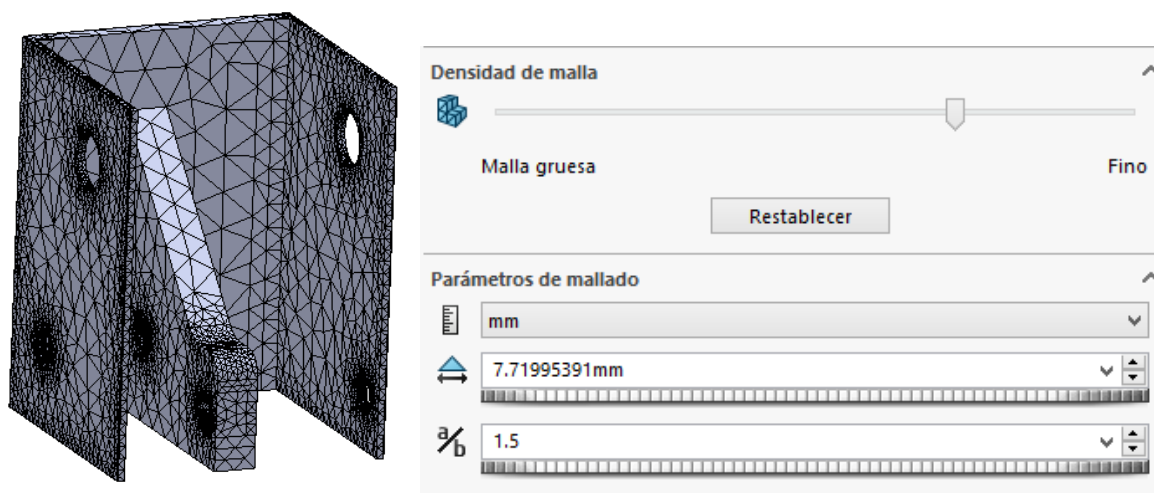 Densidad de malla
Malla gruesa
Fino
Restablecer
Parámetros de mallado
mm
7.71995391mm
a/b
1.5